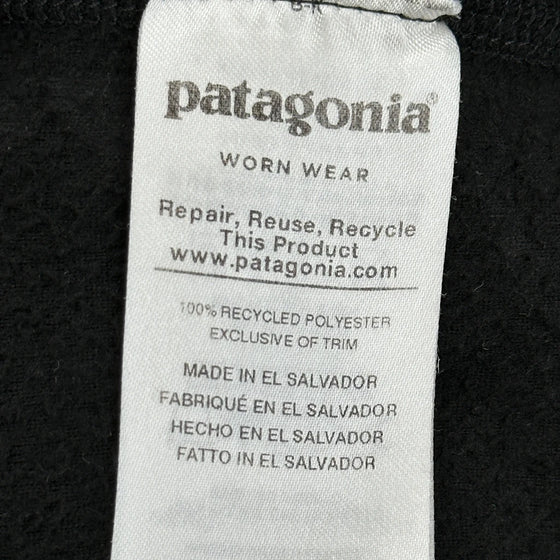 patagonia®
WORN WEAR
Repair, Reuse, Recycle
This Product
www.patagonia.com
100% RECYCLED POLYESTER
EXCLUSIVE OF TRIM
MADE IN EL SALVADOR
FABRIQUÉ EN EL SALVADOR
HECHO EN EL SALVADOR
FATTO IN EL SALVADOR